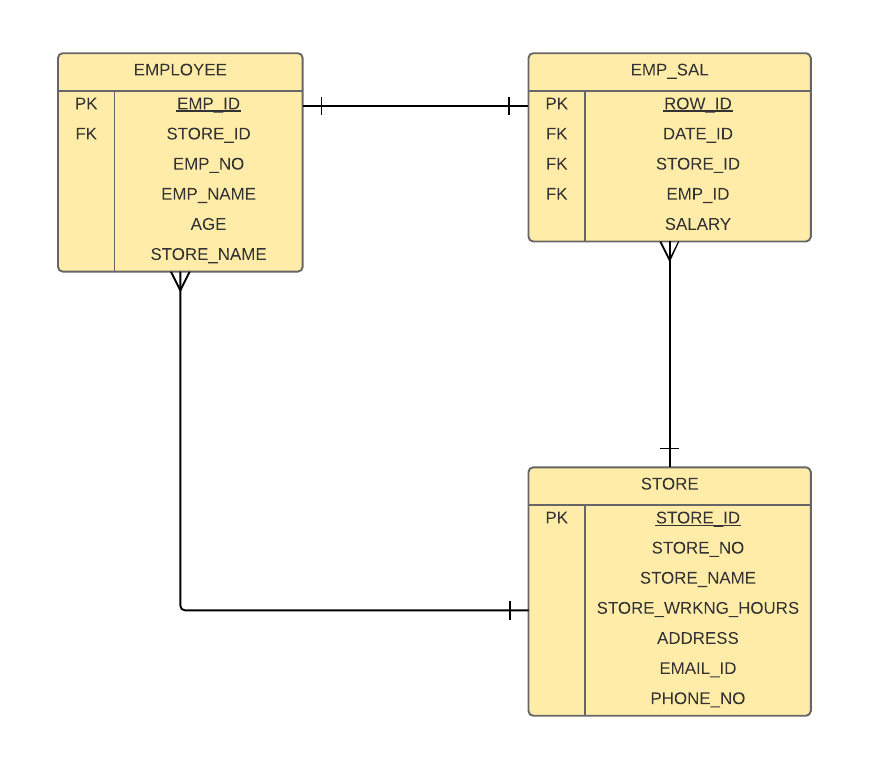 EMPLOYEE
PK EMP_ID
FK STORE_ID
EMP_NO
EMP_NAME
AGE
STORE_NAME
EMP_SAL
PK ROW_ID
FK DATE_ID
FK STORE_ID
FK EMP_ID
SALARY
STORE
PK STORE_ID
STORE_NO
STORE_NAME
STORE_WRKNG_HOURS
ADDRESS
EMAIL_ID
PHONE_NO